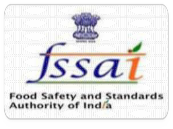 fssai
Food Safety and Standards
Authority of India